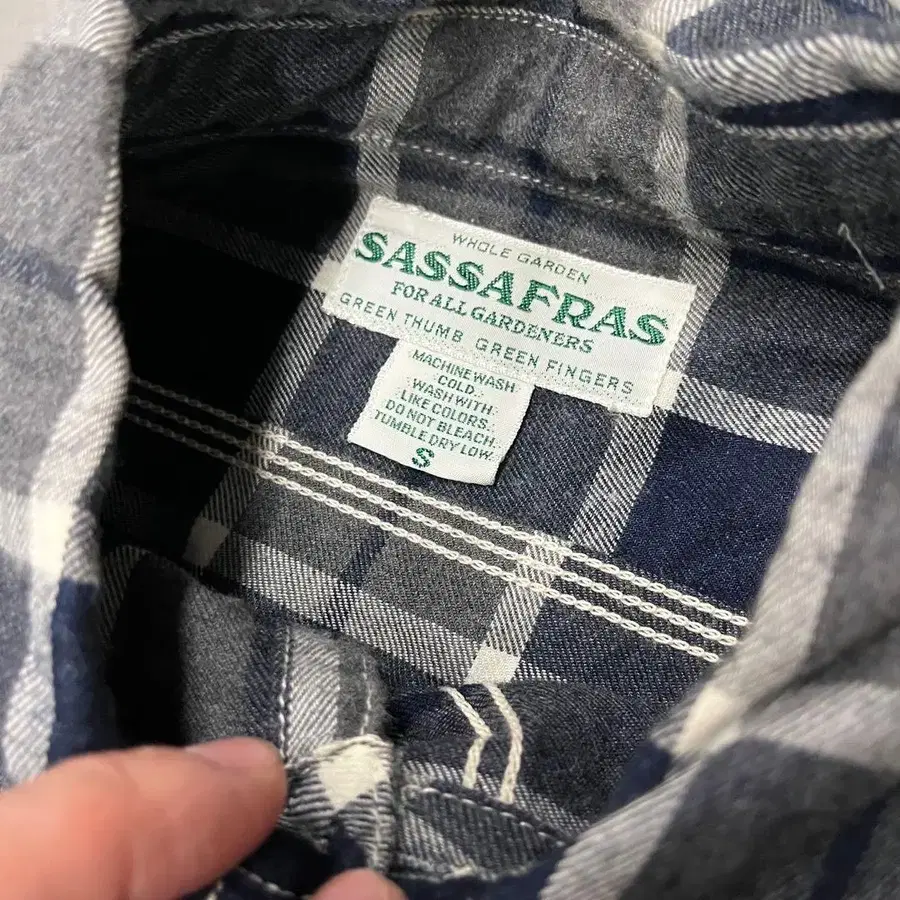 WHOLE GARDEN
SASSAFRAS
FOR ALL GARDENERS
GREEN THUMB GREEN FINGERS
MACHINE WASH
COLD.
WASH WITH
LIKE COLORS.
DO NOT BLEACH.
TUMBLE DRY LOW.
S